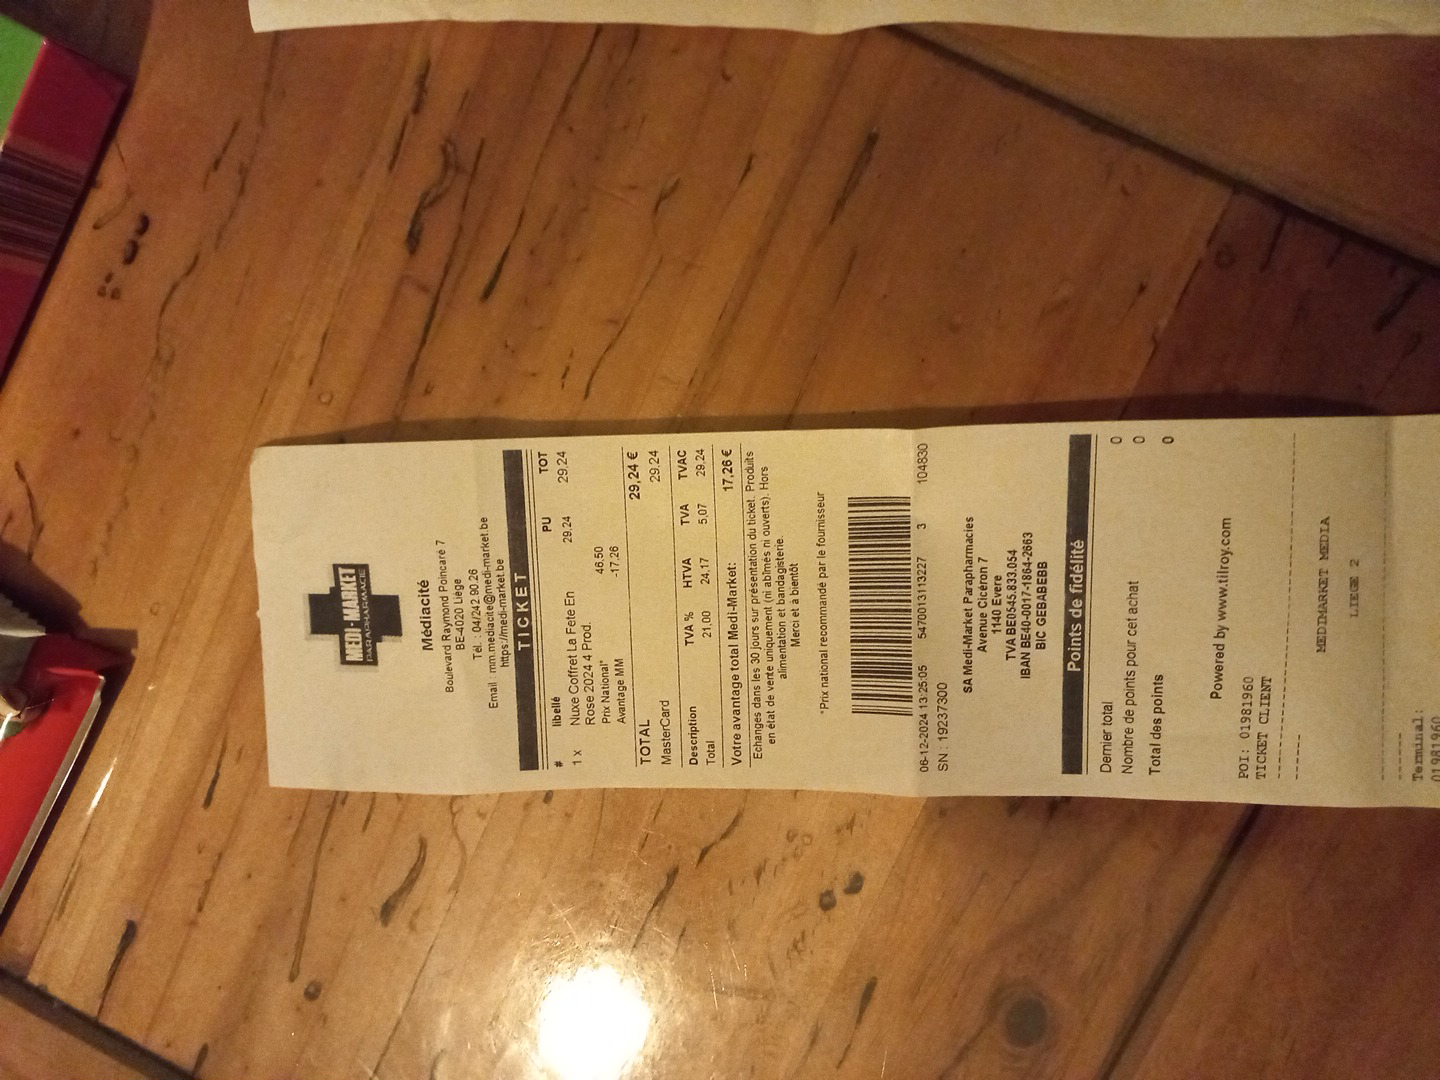 MEDI-MARKET
PARAPHARMACIE
Médiacité
Boulevard Raymond Poincaré 7
BE-4020 Liège
Tél. : 04/242.90.26
Email : mm.mediacite@medi-market.be
https://medi-market.be
TICKET
# libellé PU TOT
1 x Nuxe Coffret La Fete En 29,24 29,24
Rose 2024 4 Prod.
Prix National* 46,50
Avantage MM -17,26
TOTAL 29,24 €
MasterCard 29,24
Description TVA % HTVA TVA TVAC
Total 21,00 24,17 5,07 29,24
Votre avantage total Medi-Market: 17,26 €
Echanges dans les 30 jours sur présentation du ticket. Produits
en état de vente uniquement (ni abîmés ni ouverts). Hors
alimentation et bandagisterie.
Merci et à bientôt
*Prix national recommandé par le fournisseur
06-12-2024 13:25:05 5470013113227 3 104830
SN : 19237300
SA Medi-Market Parapharmacies
Avenue Cicéron 7
1140 Evere
TVA BE0545.833.054
IBAN BE40-0017-1864-2663
BIC GEBABEBB
Points de fidélité
Dernier total 0
Nombre de points pour cet achat 0
Total des points 0
Powered by www.tilroy.com
POI: 01981960
TICKET CLIENT
MEDIMARKET MEDIA
LIEGE 2
Terminal:
01981960